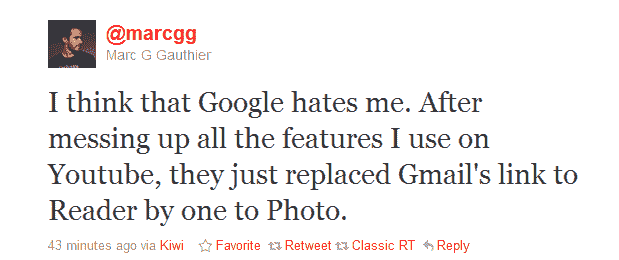 @marcgg
Marc G Gauthier
I think that Google hates me. After
messing up all the features I use on
Youtube, they just replaced Gmail's link to
Reader by one to Photo.
43 minutes ago via Kiwi Favorite Retweet Classic RT Reply